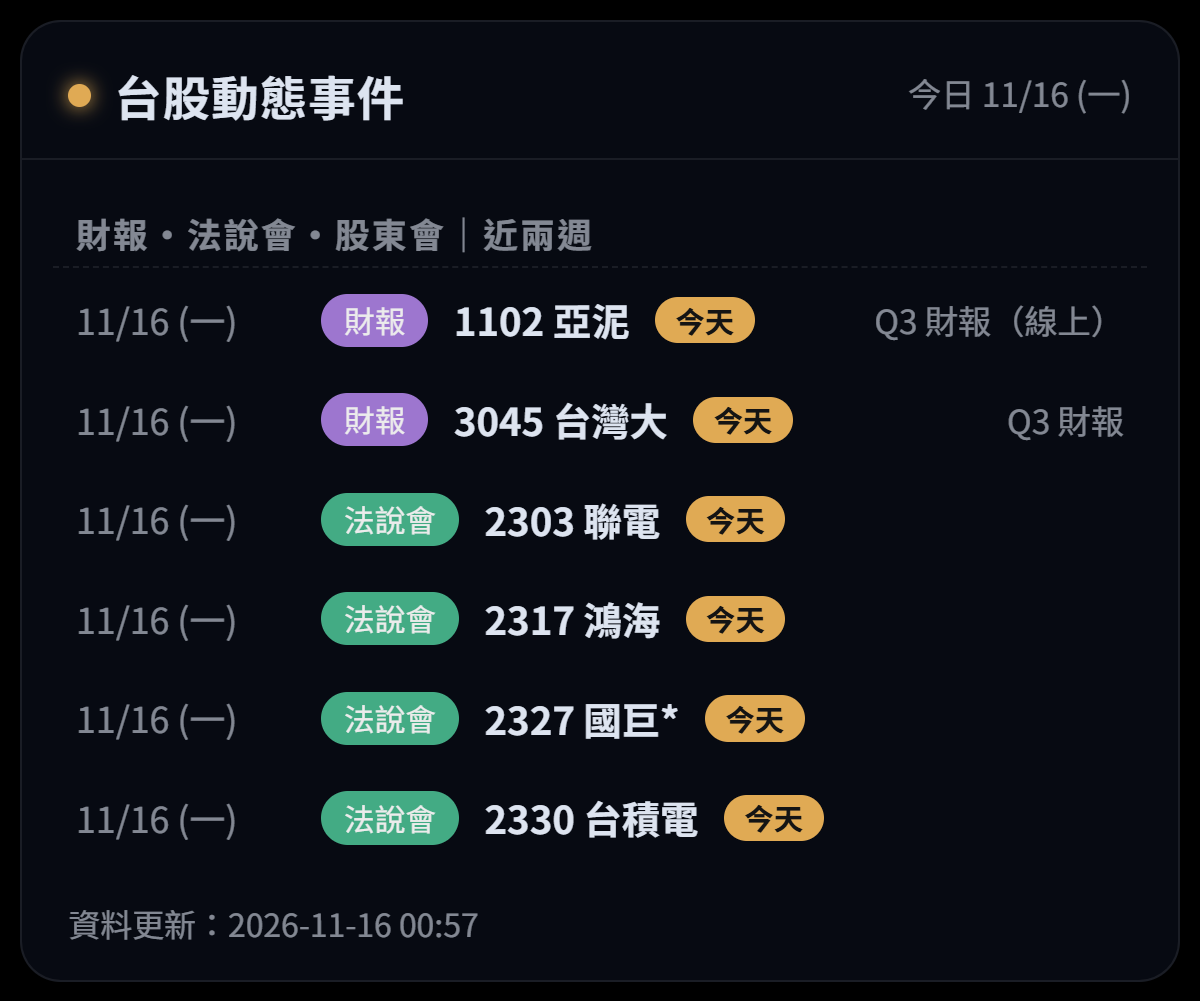 台股動態事件 今日 11/16 (一)
財報・法說會・股東會｜近兩週
11/16 (一) 財報 1102 亞泥 今天 Q3 財報（線上）
11/16 (一) 財報 3045 台灣大 今天 Q3 財報
11/16 (一) 法說會 2303 聯電 今天
11/16 (一) 法說會 2317 鴻海 今天
11/16 (一) 法說會 2327 國巨* 今天
11/16 (一) 法說會 2330 台積電 今天
資料更新：2026-11-16 00:57